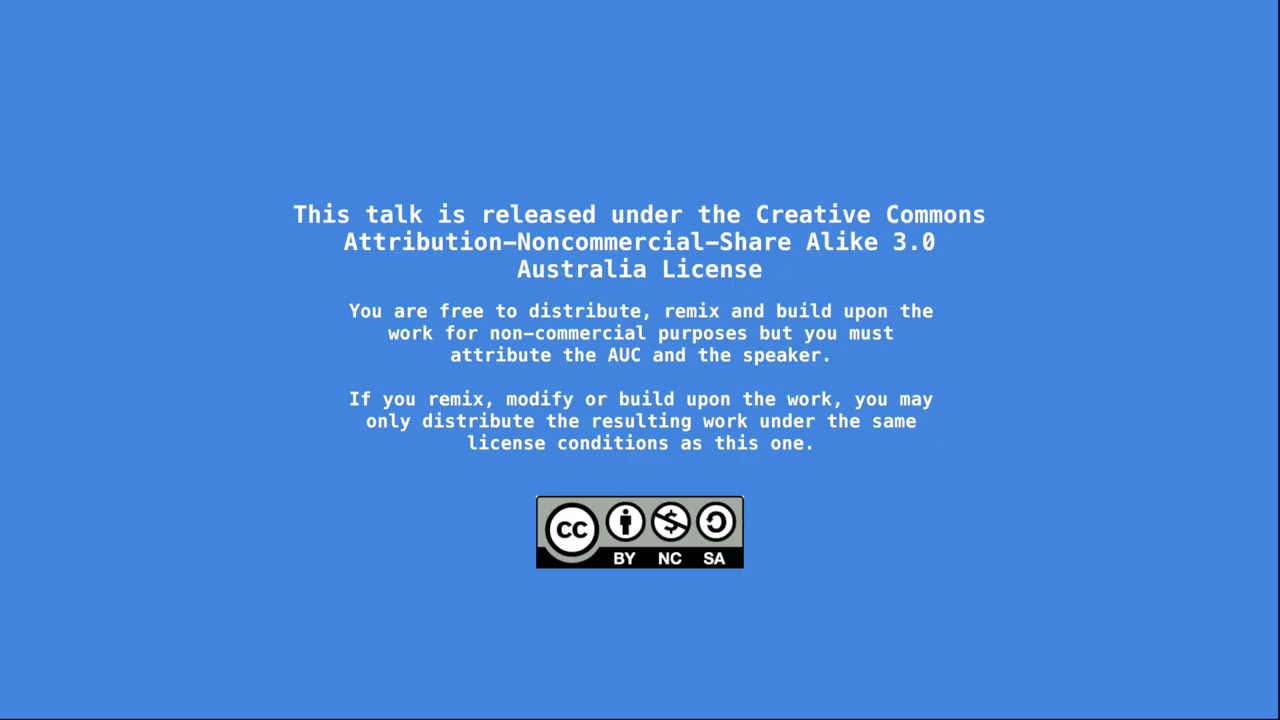 This talk is released under the Creative Commons
Attribution–Noncommercial–Share Alike 3.0
Australia License
You are free to distribute, remix and build upon the
work for non–commercial purposes but you must
attribute the AUC and the speaker.
If you remix, modify or build upon the work, you may
only distribute the resulting work under the same
license conditions as this one.
CC
BY NC SA